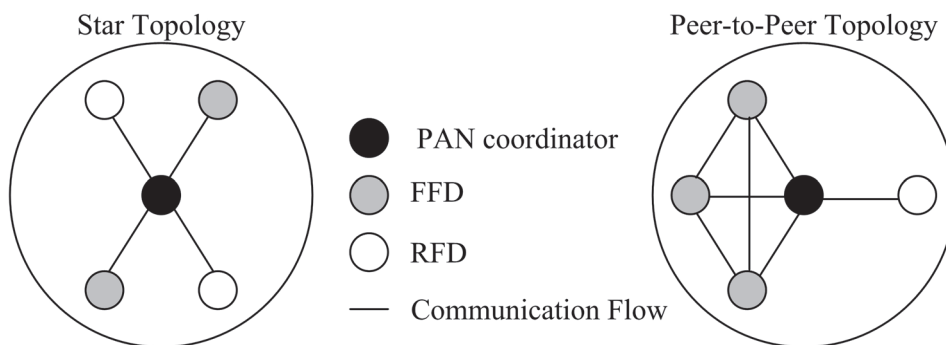 Star Topology
Peer-to-Peer Topology
PAN coordinator
FFD
RFD
Communication Flow